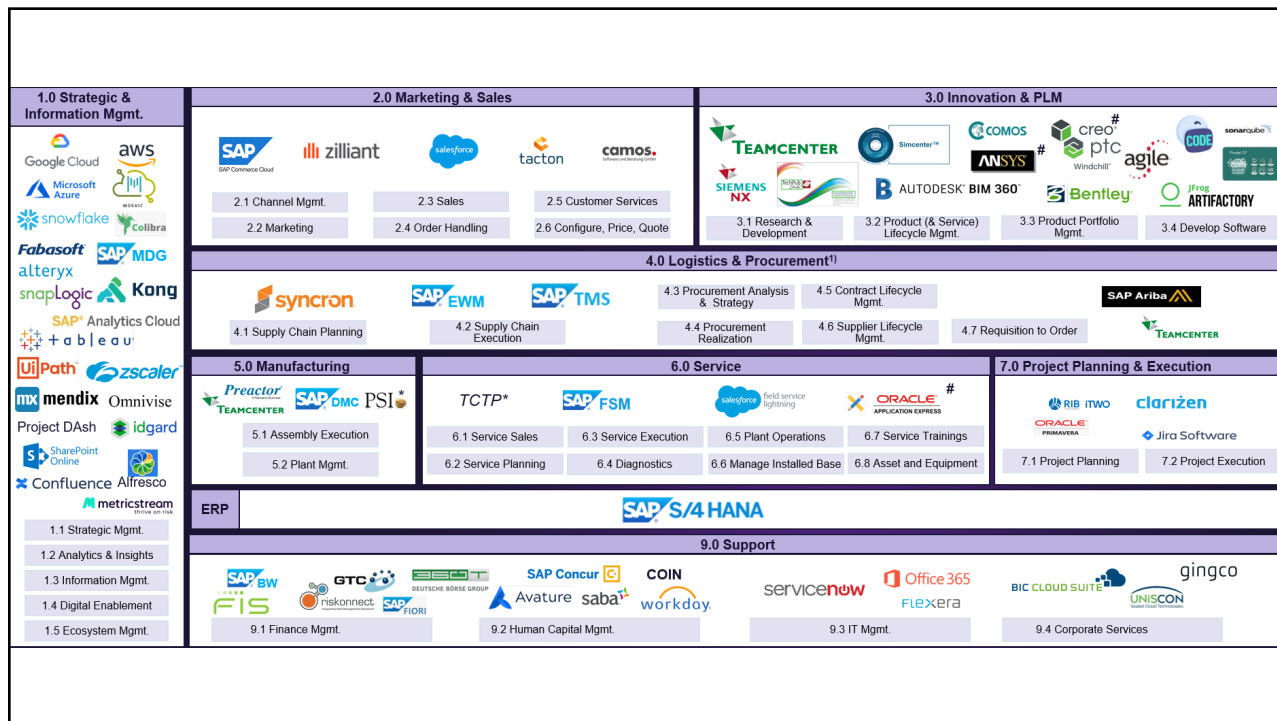 1.0 Strategic &
Information Mgmt.
Google Cloud
aws
Microsoft
Azure
MOSAIC
snowflake
Colibra
Fabasoft
SAP MDG
alteryx
snapLogic
Kong
SAP Analytics Cloud
+ableau
UiPath
zscaler
mx mendix
Omnivise
Project DAsh
idgard
S SharePoint
Online
Confluence
Alfresco
metricstream
thrive on risk
1.1 Strategic Mgmt.
1.2 Analytics & Insights
1.3 Information Mgmt.
1.4 Digital Enablement
1.5 Ecosystem Mgmt.
2.0 Marketing & Sales
SAP
SAP Commerce Cloud
zilliant
salesforce
tacton
camos.
Software und Beratung GmbH
2.1 Channel Mgmt.
2.3 Sales
2.5 Customer Services
2.2 Marketing
2.4 Order Handling
2.6 Configure, Price, Quote
3.0 Innovation & PLM
TEAMCENTER
Simcenter™
COMOS
ANSYS #
creo #
ptc
Windchill
agile
CODE
sonarqube
SIEMENS
NX
B AUTODESK' BIM 360
Bentley
JFrog
ARTIFACTORY
3.1 Research &
Development
3.2 Product (& Service)
Lifecycle Mgmt.
3.3 Product Portfolio
Mgmt.
3.4 Develop Software
4.0 Logistics & Procurement1)
syncron
SAP EWM
SAP TMS
4.3 Procurement Analysis
& Strategy
4.5 Contract Lifecycle
Mgmt.
SAP Ariba
4.1 Supply Chain Planning
4.2 Supply Chain
Execution
4.4 Procurement
Realization
4.6 Supplier Lifecycle
Mgmt.
4.7 Requisition to Order
TEAMCENTER
5.0 Manufacturing
Preactor
TEAMCENTER
SAP DMC
PSI *
5.1 Assembly Execution
5.2 Plant Mgmt.
6.0 Service
TCTP*
SAP FSM
salesforce
field service
lightning
ORACLE #
APPLICATION EXPRESS
6.1 Service Sales
6.3 Service Execution
6.5 Plant Operations
6.7 Service Trainings
6.2 Service Planning
6.4 Diagnostics
6.6 Manage Installed Base
6.8 Asset and Equipment
7.0 Project Planning & Execution
RIB iTWO
clarizen
ORACLE
PRIMAVERA
Jira Software
7.1 Project Planning
7.2 Project Execution
ERP
SAP S/4 HANA
9.0 Support
SAP BW
FIS
GTC
riskonnect
360T
DEUTSCHE BÖRSE GROUP
SAP FIORI
SAP Concur C
COIN
Avature
saba
workday.
servicenow
Office 365
FLEXera
BIC CLOUD SUITE
gingco
UNiSCON
9.1 Finance Mgmt.
9.2 Human Capital Mgmt.
9.3 IT Mgmt.
9.4 Corporate Services